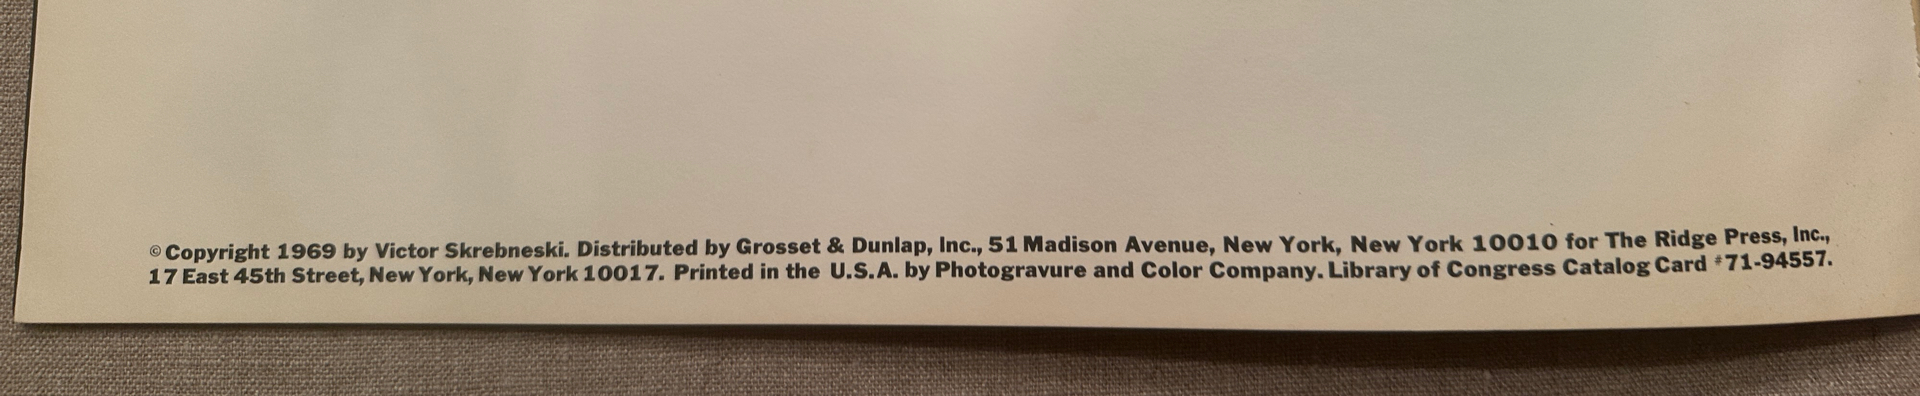 © Copyright 1969 by Victor Skrebneski. Distributed by Grosset & Dunlap, Inc., 51 Madison Avenue, New York, New York 10010 for The Ridge Press, Inc.,
17 East 45th Street, New York, New York 10017. Printed in the U.S.A. by Photogravure and Color Company. Library of Congress Catalog Card #71-94557.